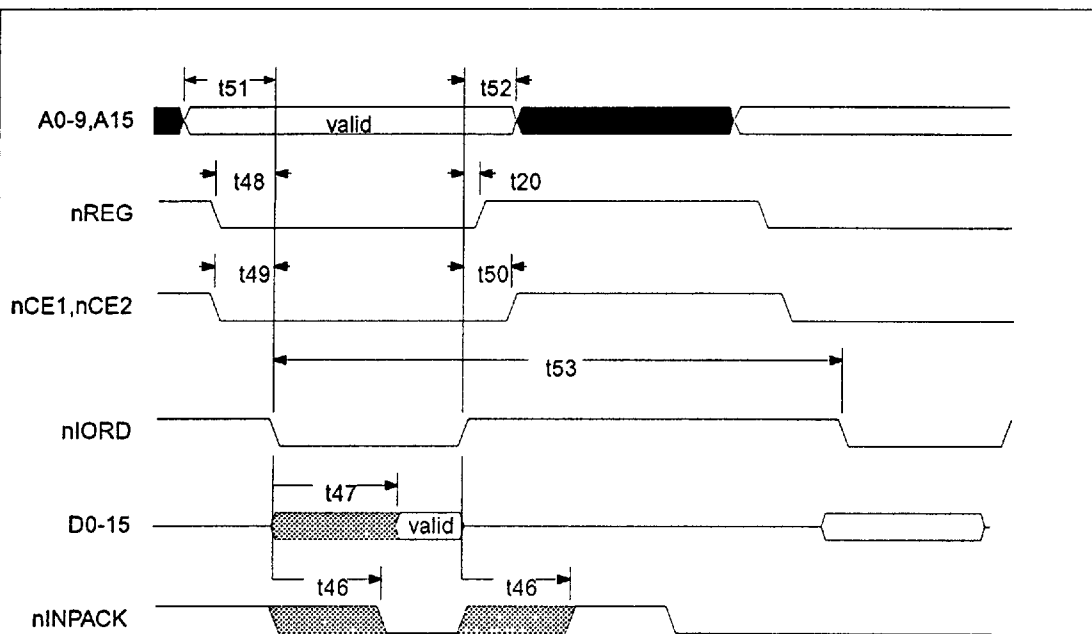 t51
t52
A0-9,A15
valid
t48
t20
nREG
t49
t50
nCE1,nCE2
t53
nIORD
t47
D0-15
valid
t46
t46
nINPACK